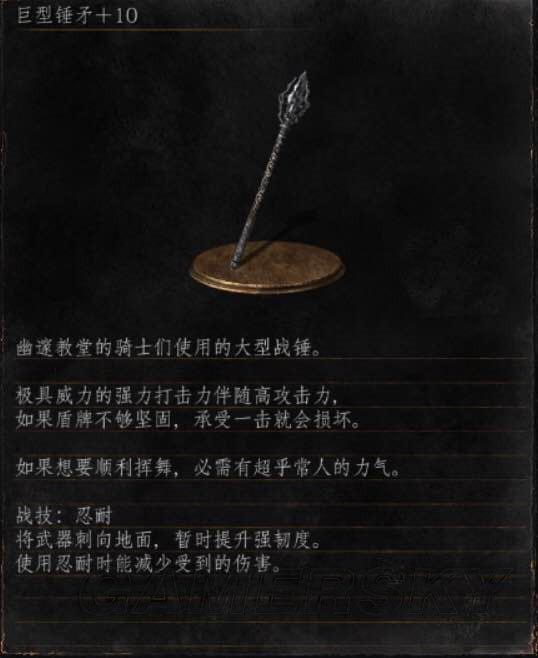 巨型锤矛+10
幽邃教堂的骑士们使用的大型战锤。
极具威力的强力打击力伴随高攻击力，
如果盾牌不够坚固，承受一击就会损坏。
如果想要顺利挥舞，必需有超乎常人的力气。
战技：忍耐
将武器刺向地面，暂时提升强韧度。
使用忍耐时能减少受到的伤害。
GAMERSKY